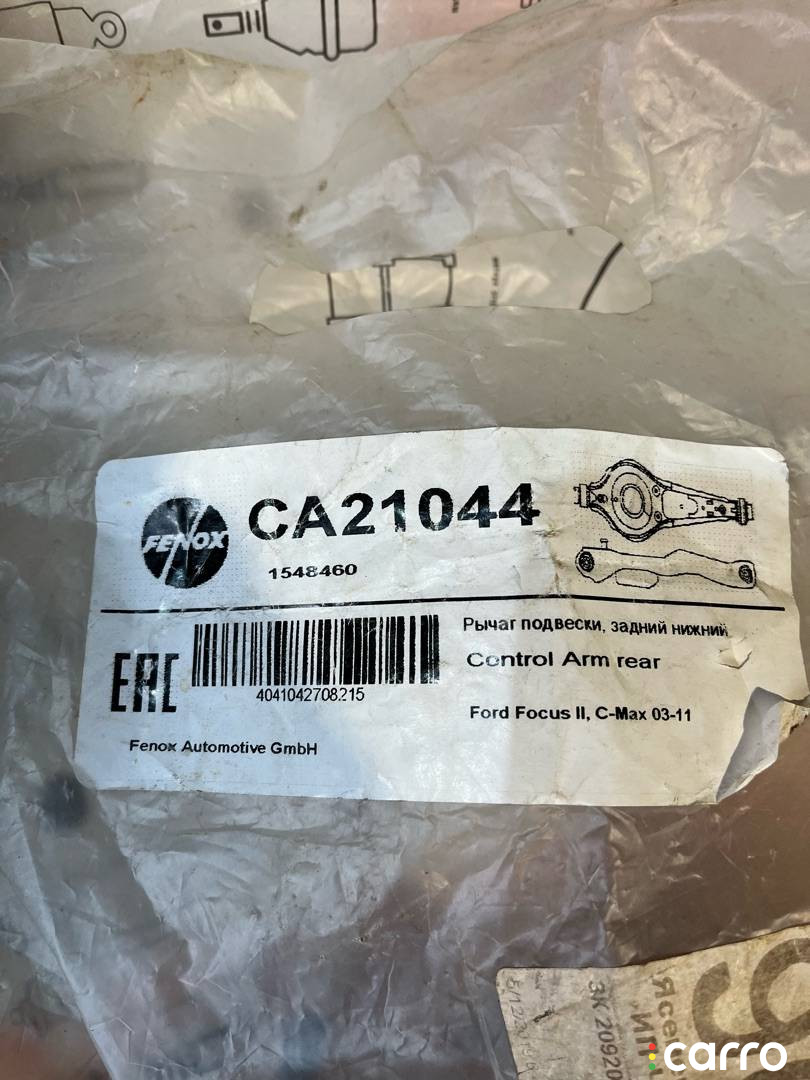 FENOX
CA21044
1548460
EAC
4041042708215
Рычаг подвески, задний нижний
Control Arm rear
Ford Focus II, C-Max 03-11
Fenox Automotive GmbH
carro